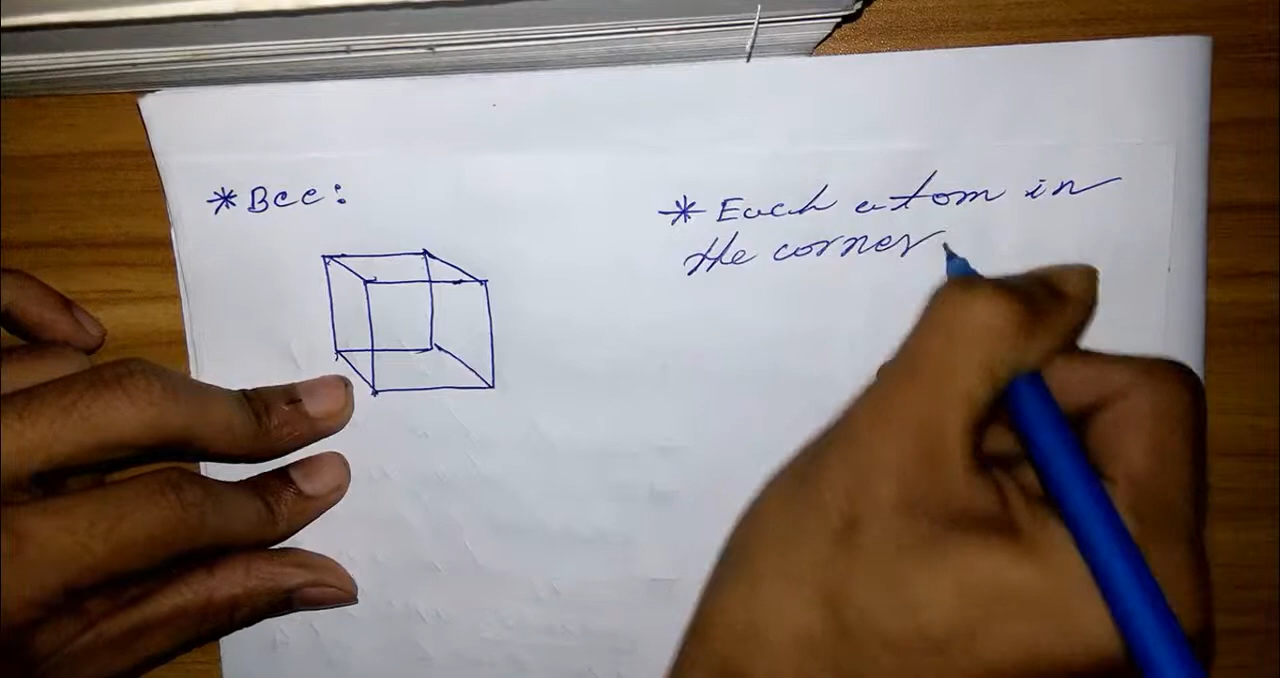 * Bcc:
* Each atom in
the corner